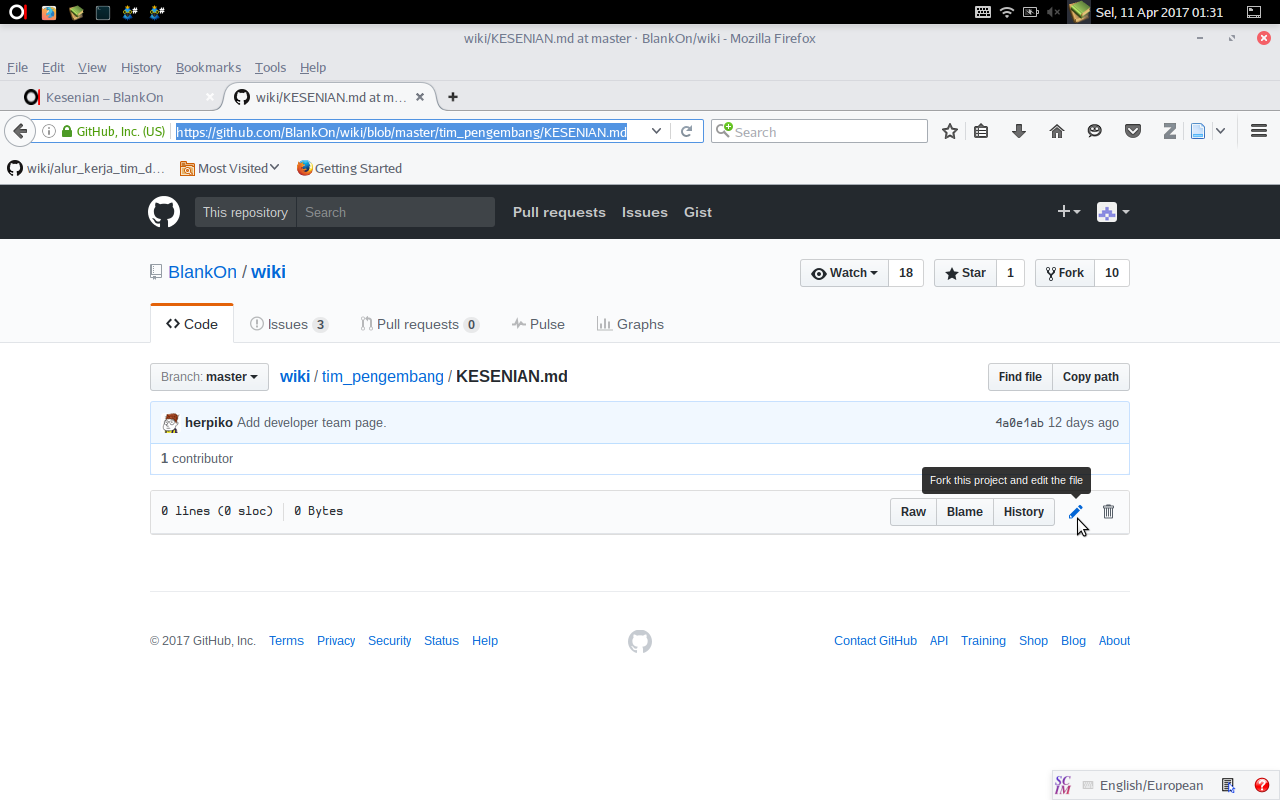 Sel, 11 Apr 2017 01:31
wiki/KESENIAN.md at master · BlankOn/wiki - Mozilla Firefox
File Edit View History Bookmarks Tools Help
Kesenian – BlankOn
wiki/KESENIAN.md at m...
GitHub, Inc. (US) https://github.com/BlankOn/wiki/blob/master/tim_pengembang/KESENIAN.md Search
wiki/alur_kerja_tim_d... Most Visited Getting Started
This repository Search Pull requests Issues Gist
BlankOn / wiki Watch 18 Star 1 Fork 10
Code Issues 3 Pull requests 0 Pulse Graphs
Branch: master wiki / tim_pengembang / KESENIAN.md Find file Copy path
herpiko Add developer team page. 4a0e1ab 12 days ago
1 contributor
Fork this project and edit the file
0 lines (0 sloc) 0 Bytes Raw Blame History
© 2017 GitHub, Inc. Terms Privacy Security Status Help Contact GitHub API Training Shop Blog About
SCIM English/European